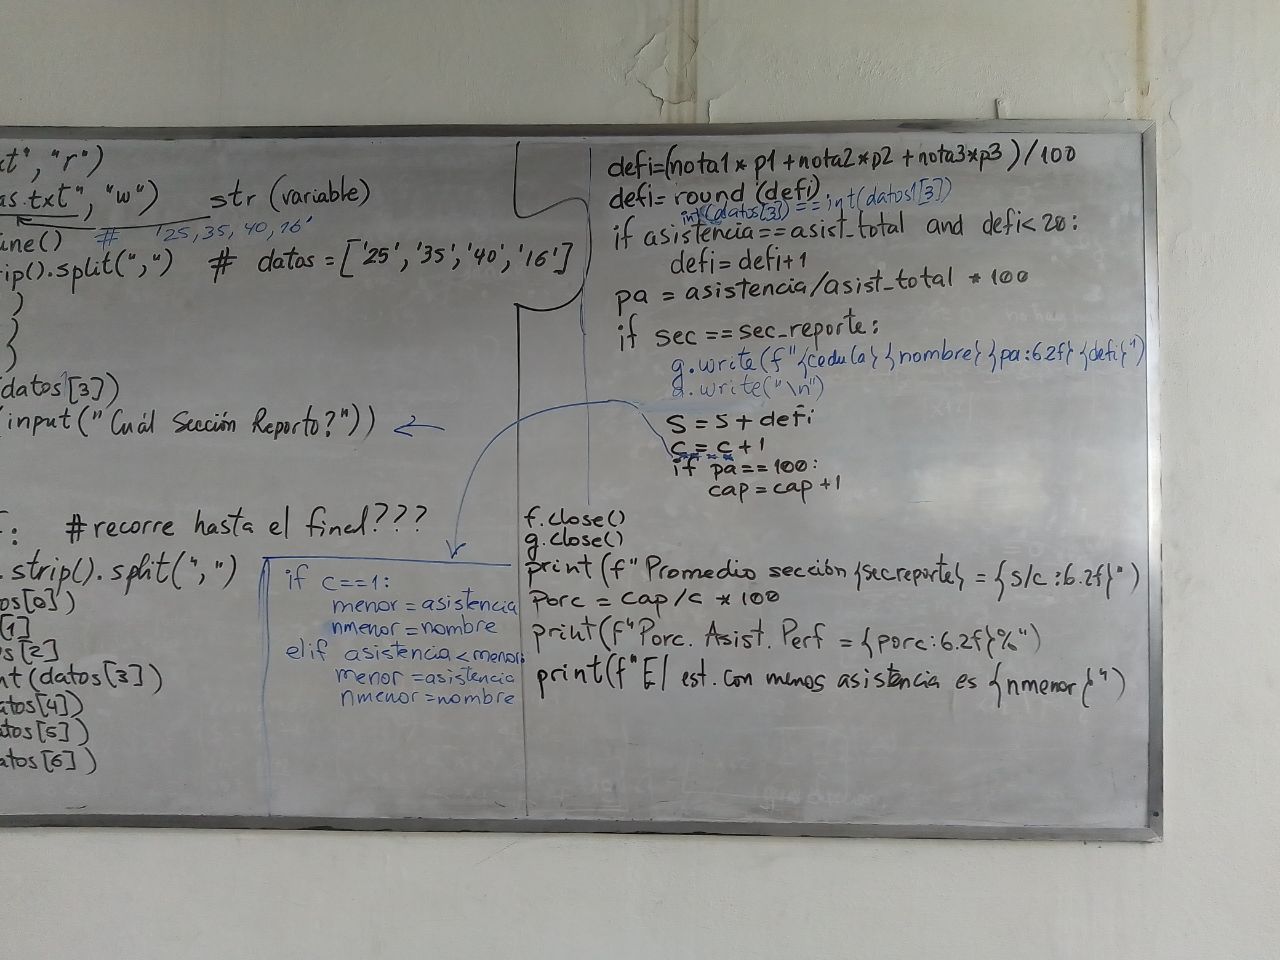 xt", "r")
as.txt", "w") str (variable)
# '25, 35, 40, 16'
ine()
rip().split(",") # datos = ['25', '35', '40', '16']
)
)
)
datos[3])
(input("Cuál Sección Reporto?"))
: #recorre hasta el final???
.strip().split(",")
os[0])
[1]
os[2]
nt(datos[3])
atos[4])
atos[5])
atos[6])
if c==1:
menor = asistencia
nmenor = nombre
elif asistencia < menor:
menor = asistencia
nmenor = nombre
defi=(nota1 * p1 + nota2*p2 + nota3*p3)/100
defi= round (defi)
int(datos[3]) == int(datos1[3])
if asistencia==asist_total and defi< 20:
defi= defi+1
pa = asistencia/asist_total * 100
if sec == sec_reporte:
g.write(f"{cedula} {nombre} {pa:6.2f} {defi}")
g.write("\n")
S = S + defi
c = c + 1
if pa== 100:
cap = cap +1
f.close()
g.close()
print (f" Promedio sección {secreporte} = {s/c :6.2f}")
Porc = cap/c * 100
print(f"Porc. Asist. Perf = {porc:6.2f}%")
print(f"El est. con menos asistencia es {nmenor}")